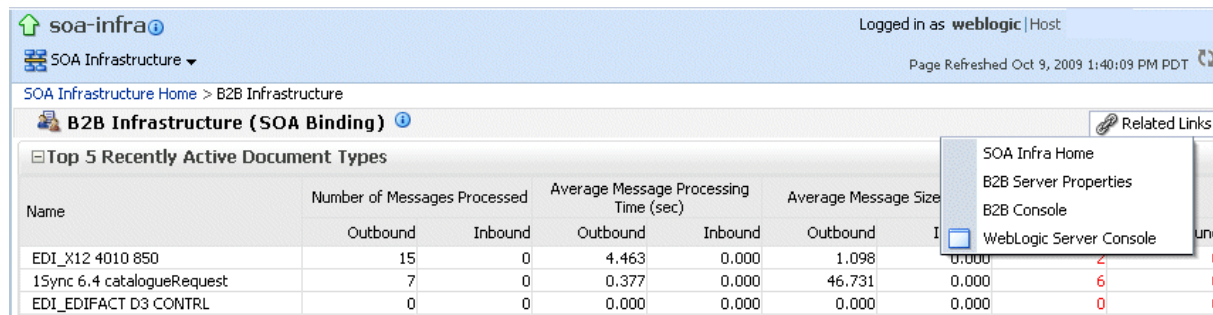 soa-infra
Logged in as weblogic|Host
SOA Infrastructure
Page Refreshed Oct 9, 2009 1:40:09 PM PDT
SOA Infrastructure Home > B2B Infrastructure
B2B Infrastructure (SOA Binding)
Related Links
Top 5 Recently Active Document Types
SOA Infra Home
B2B Server Properties
B2B Console
WebLogic Server Console
Name Number of Messages Processed Average Message Processing Time (sec) Average Message Size
Outbound Inbound Outbound Inbound Outbound
EDI_X12 4010 850 15 0 4.463 0.000 1.098 0.000 2
1Sync 6.4 catalogueRequest 7 0 0.377 0.000 46.731 0.000 6
EDI_EDIFACT D3 CONTRL 0 0 0.000 0.000 0.000 0.000 0